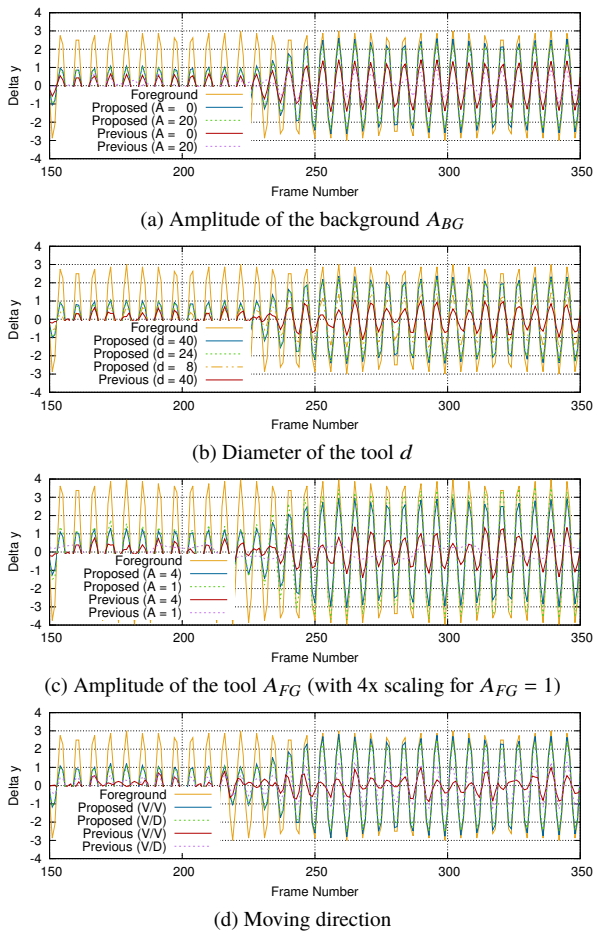 4
3
2
1
0
-1
-2
-3
-4
Delta y
Foreground
Proposed (A = 0)
Proposed (A = 20)
Previous (A = 0)
Previous (A = 20)
150 200 250 300 350
Frame Number
(a) Amplitude of the background A_BG
4
3
2
1
0
-1
-2
-3
-4
Delta y
Foreground
Proposed (d = 40)
Proposed (d = 24)
Proposed (d = 8)
Previous (d = 40)
150 200 250 300 350
Frame Number
(b) Diameter of the tool d
4
3
2
1
0
-1
-2
-3
-4
Delta y
Foreground
Proposed (A = 4)
Proposed (A = 1)
Previous (A = 4)
Previous (A = 1)
150 200 250 300 350
Frame Number
(c) Amplitude of the tool A_FG (with 4x scaling for A_FG = 1)
4
3
2
1
0
-1
-2
-3
-4
Delta y
Foreground
Proposed (V/V)
Proposed (V/D)
Previous (V/V)
Previous (V/D)
150 200 250 300 350
Frame Number
(d) Moving direction